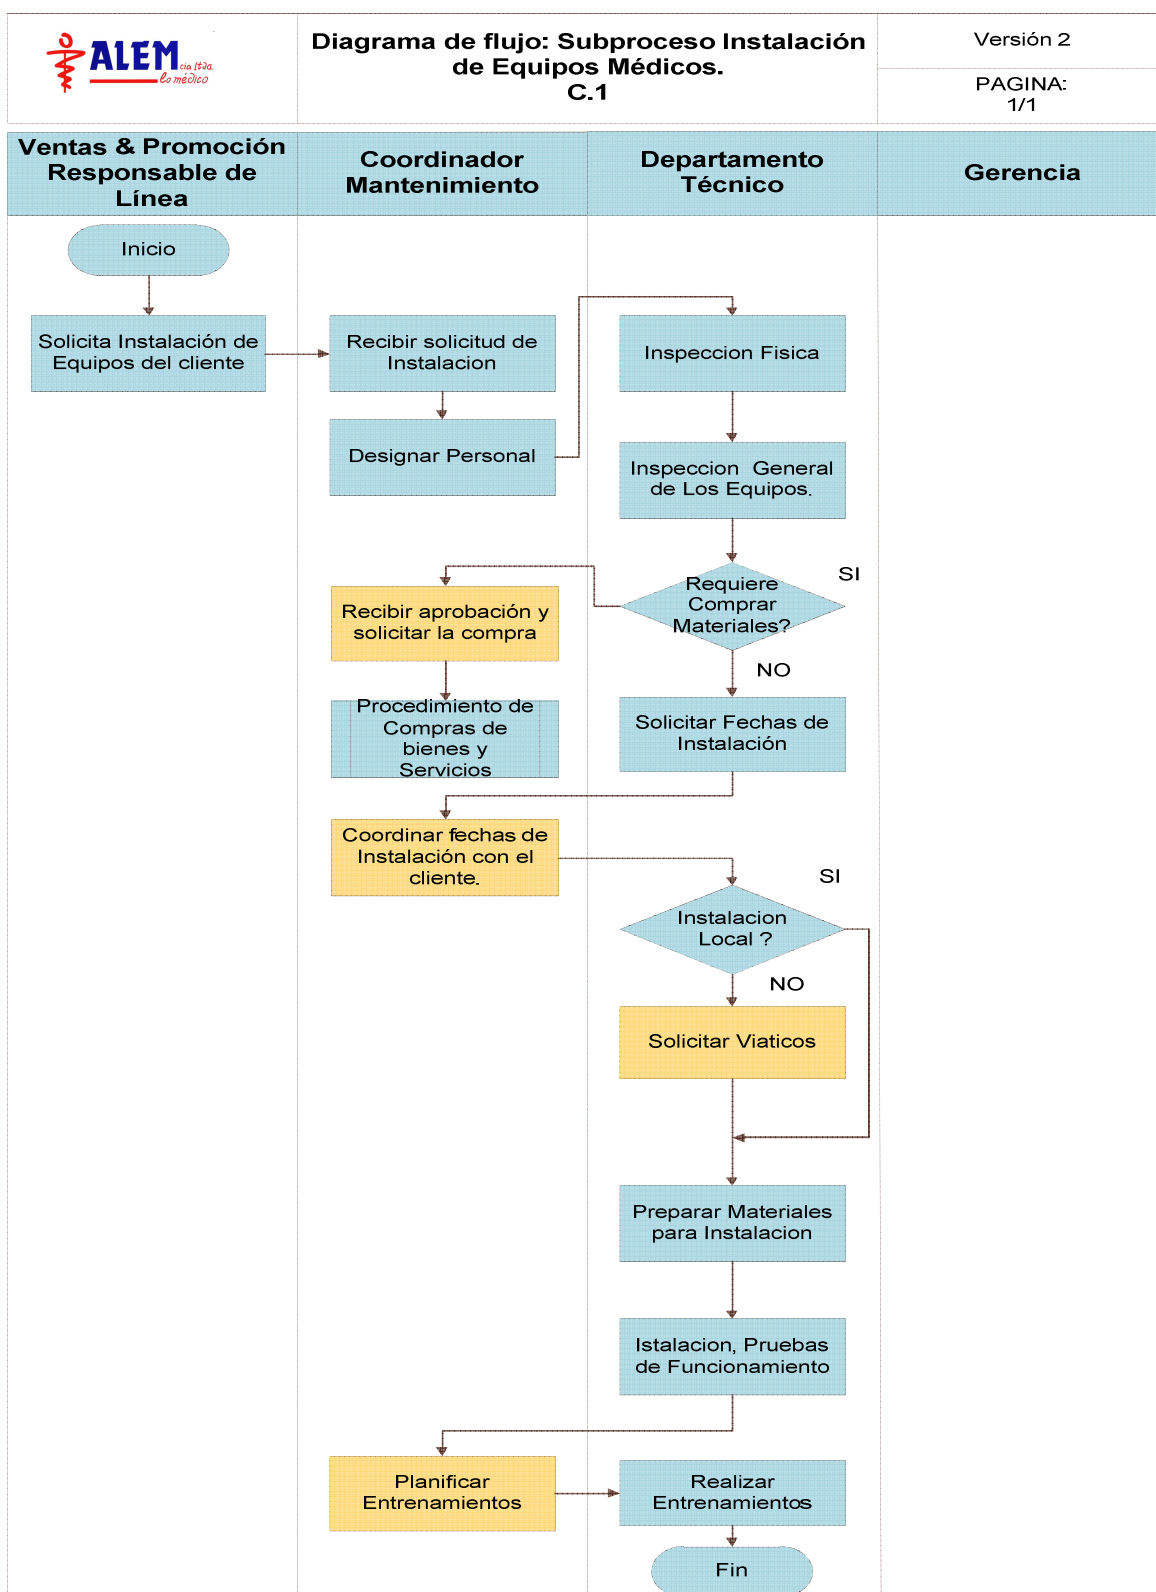 ALEM
cia ltda.
lo médico
Diagrama de flujo: Subproceso Instalación
de Equipos Médicos.
C.1
Versión 2
PAGINA:
1/1
Ventas & Promoción
Responsable de
Línea
Coordinador
Mantenimiento
Departamento
Técnico
Gerencia
Inicio
Solicita Instalación de
Equipos del cliente
Recibir solicitud de
Instalacion
Inspeccion Fisica
Designar Personal
Inspeccion General
de Los Equipos.
Requiere
Comprar
Materiales?
SI
Recibir aprobación y
solicitar la compra
NO
Procedimiento de
Compras de
bienes y
Servicios
Solicitar Fechas de
Instalación
Coordinar fechas de
Instalación con el
cliente.
SI
Instalacion
Local ?
NO
Solicitar Viaticos
Preparar Materiales
para Instalacion
Istalacion, Pruebas
de Funcionamiento
Planificar
Entrenamientos
Realizar
Entrenamientos
Fin